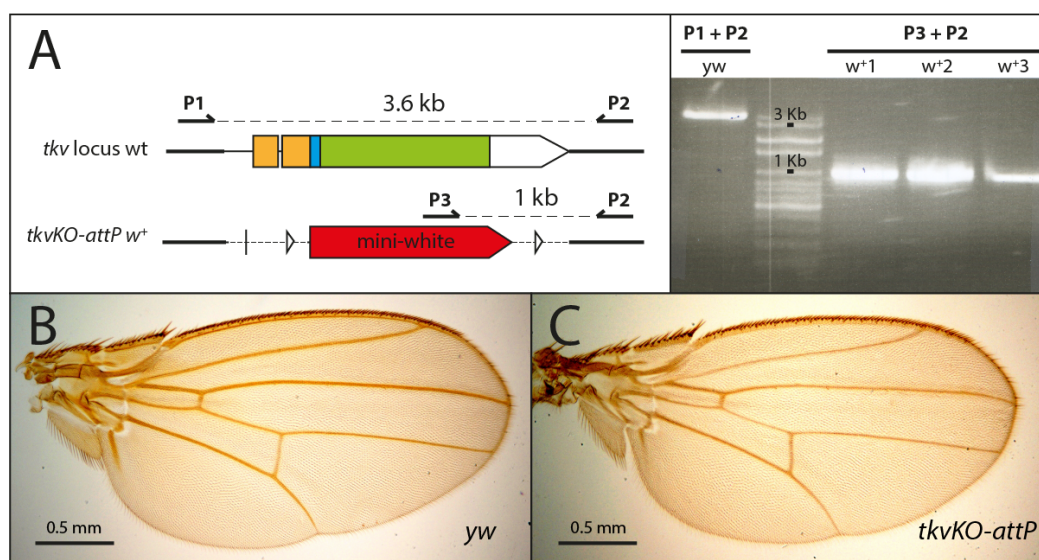 A
P1
3.6 kb
P2
tkv locus wt
P3
1 kb
P2
tkvKO-attP w⁺
mini-white
P1 + P2
P3 + P2
yw
w⁺1
w⁺2
w⁺3
3 Kb
1 Kb
B
0.5 mm
yw
C
0.5 mm
tkvKO-attP